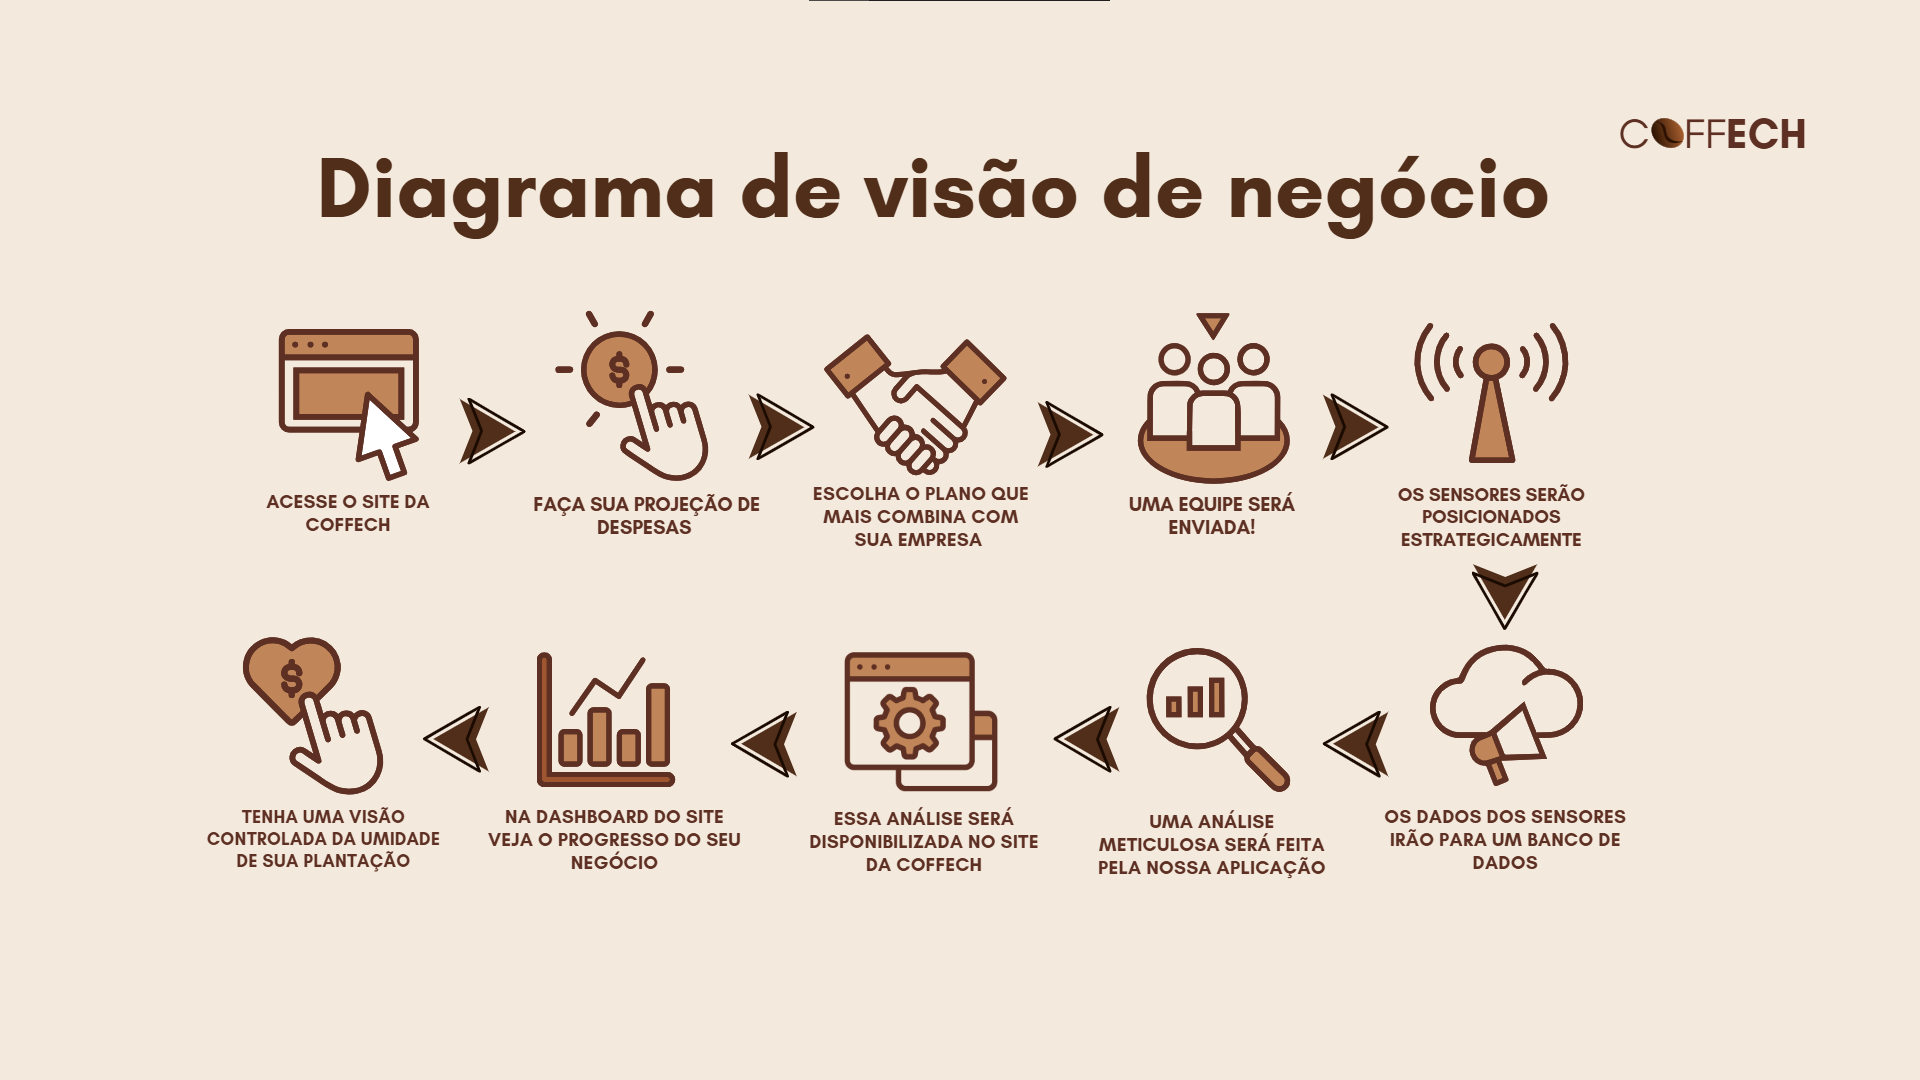 COFFECH
Diagrama de visão de negócio
ACESSE O SITE DA
COFFECH
FAÇA SUA PROJEÇÃO DE
DESPESAS
ESCOLHA O PLANO QUE
MAIS COMBINA COM
SUA EMPRESA
UMA EQUIPE SERÁ
ENVIADA!
OS SENSORES SERÃO
POSICIONADOS
ESTRATEGICAMENTE
OS DADOS DOS SENSORES
IRÃO PARA UM BANCO DE
DADOS
UMA ANÁLISE
METICULOSA SERÁ FEITA
PELA NOSSA APLICAÇÃO
ESSA ANÁLISE SERÁ
DISPONIBILIZADA NO SITE
DA COFFECH
NA DASHBOARD DO SITE
VEJA O PROGRESSO DO SEU
NEGÓCIO
TENHA UMA VISÃO
CONTROLADA DA UMIDADE
DE SUA PLANTAÇÃO